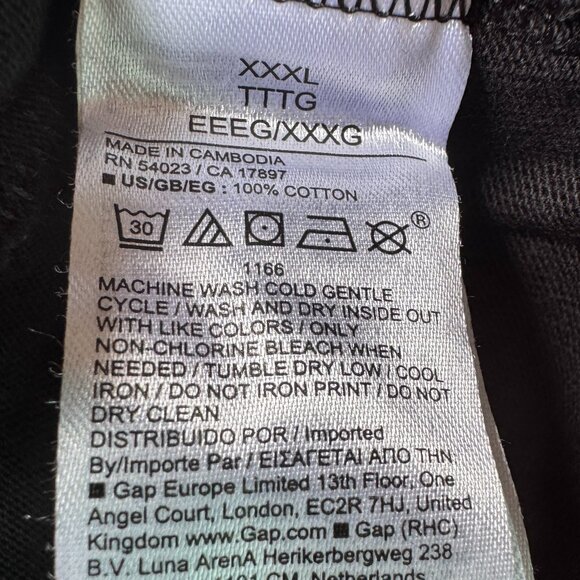 XXXL
TTTG
EEEG/XXXG
MADE IN CAMBODIA
RN 54023 / CA 17897
■ US/GB/EG : 100% COTTON
30 ®
1166
MACHINE WASH COLD GENTLE
CYCLE / WASH AND DRY INSIDE OUT
WITH LIKE COLORS / ONLY
NON-CHLORINE BLEACH WHEN
NEEDED / TUMBLE DRY LOW / COOL
IRON / DO NOT IRON PRINT / DO NOT
DRY CLEAN
DISTRIBUIDO POR / Imported
By/Importe Par / ΕΙΣΑΓΕΤΑΙ ΑΠΟ ΤΗΝ
■ Gap Europe Limited 13th Floor, One
Angel Court, London, EC2R 7HJ, United
Kingdom www.Gap.com ■ Gap (RHC)
B.V. Luna ArenA Herikerbergweg 238
CM, Netherlands